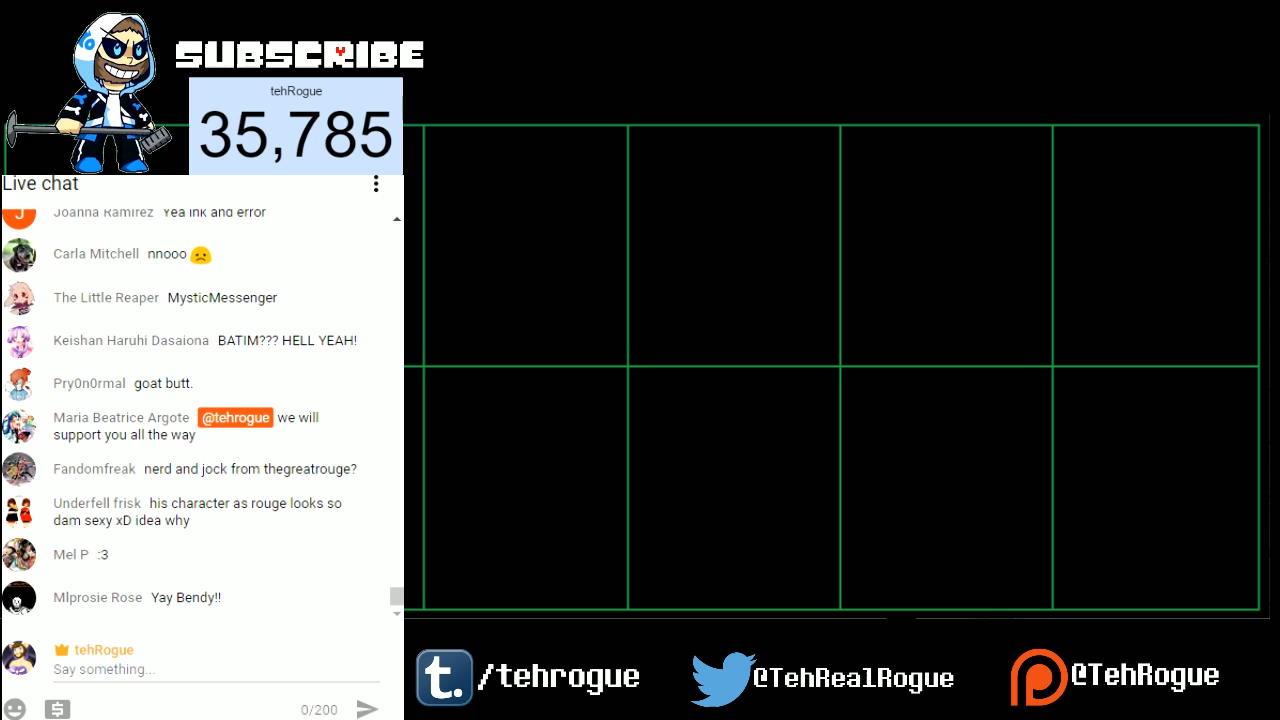 SUBSCRIBE
tehRogue
35,785
Live chat
Joanna Ramirez Yea ink and error
Carla Mitchell nnooo
The Little Reaper MysticMessenger
Keishan Haruhi Dasaiona BATIM??? HELL YEAH!
Pry0n0rmal goat butt.
Maria Beatrice Argote @tehrogue we will
support you all the way
Fandomfreak nerd and jock from thegreatrouge?
Underfell frisk his character as rouge looks so
dam sexy xD idea why
Mel P :3
Mlprosie Rose Yay Bendy!!
tehRogue
Say something...
0/200
t. /tehrogue
@TehRealRogue
@TehRogue